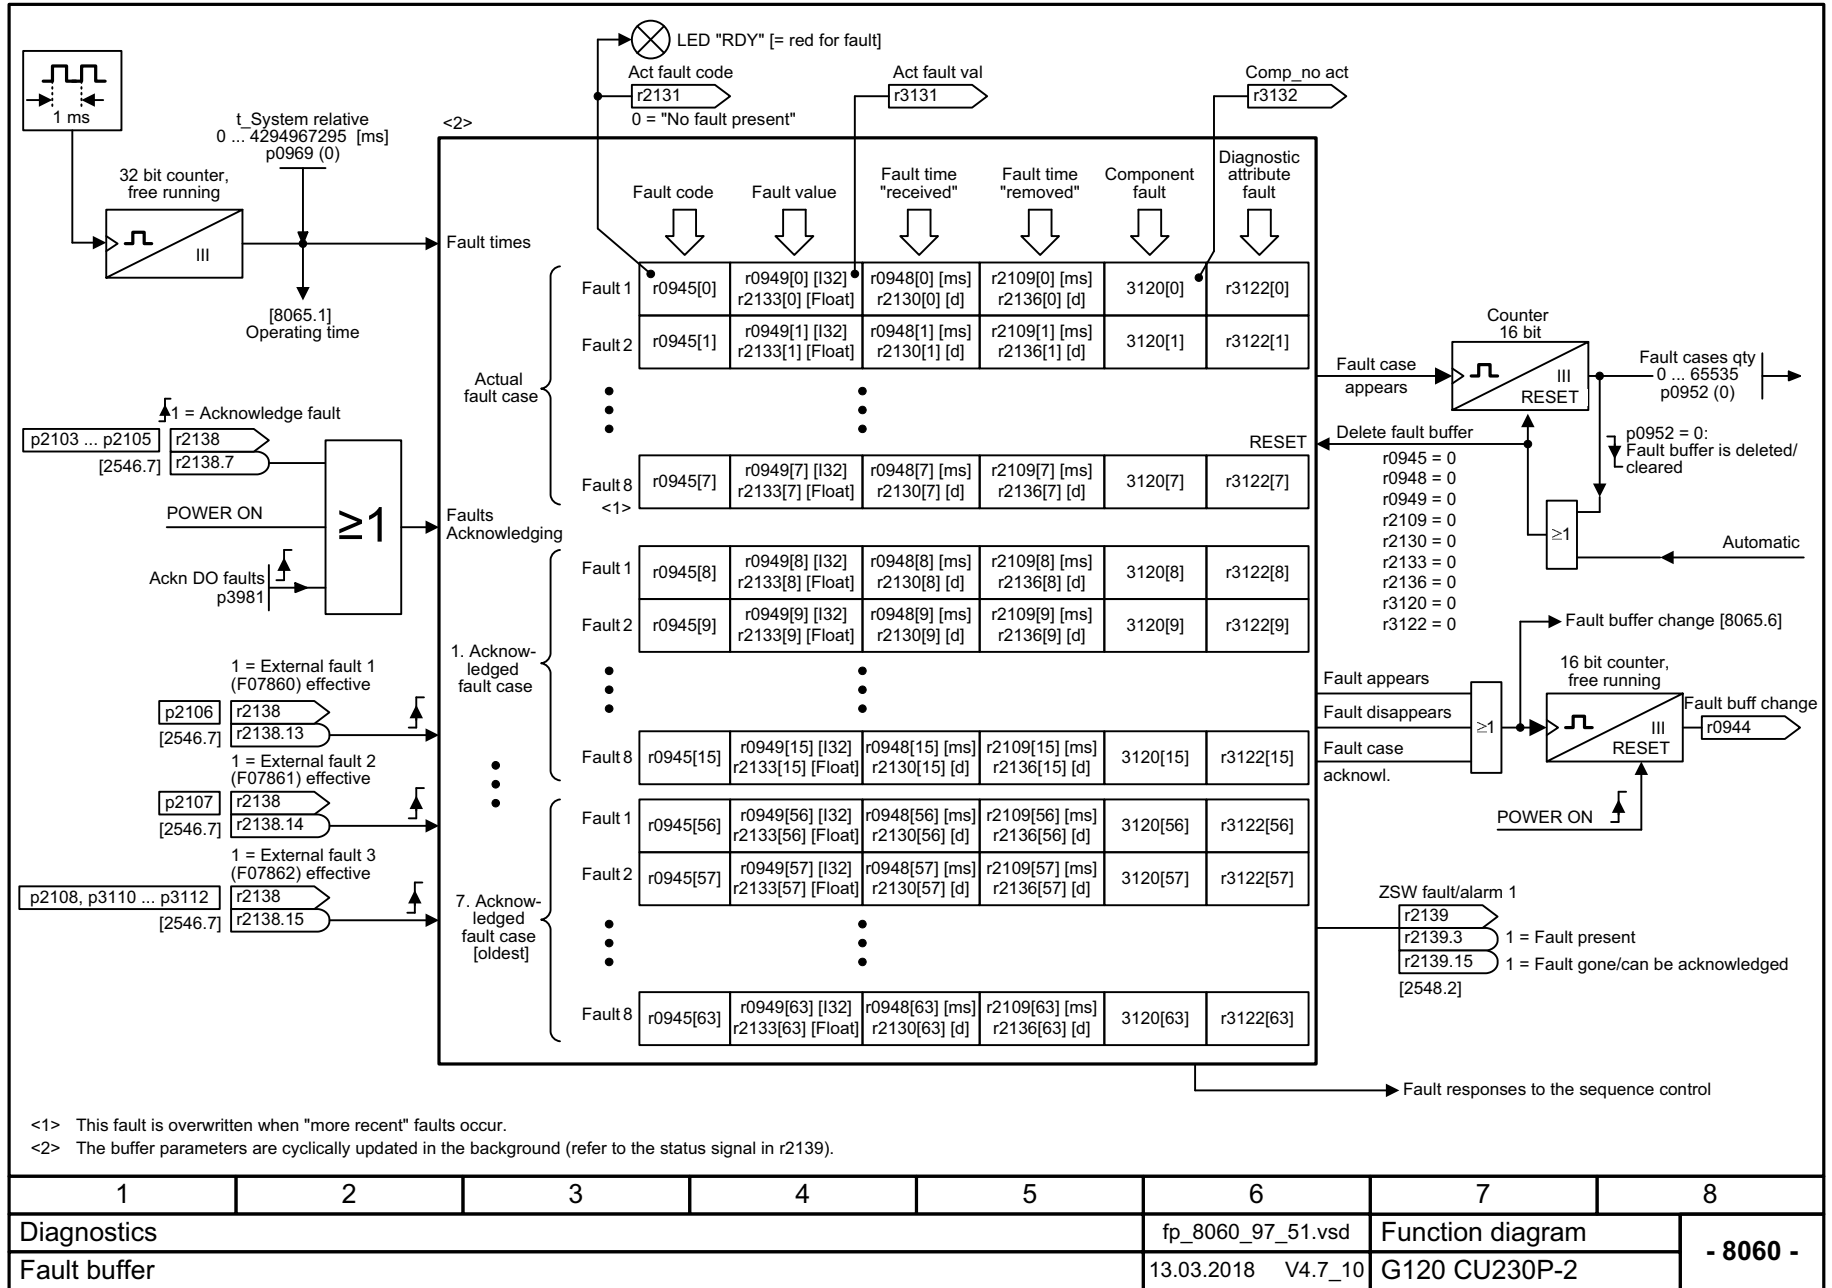 LED "RDY" [= red for fault]
Act fault code
r2131
0 = "No fault present"
Act fault val
r3131
Comp_no act
r3132
1 ms
t_System relative
0 ... 4294967295 [ms]
p0969 (0)
<2>
32 bit counter,
free running
III
[8065.1]
Operating time
Fault times
Fault code
Fault value
Fault time
"received"
Fault time
"removed"
Component
fault
Diagnostic
attribute
fault
Actual
fault case
Fault 1
r0945[0]
r0949[0] [I32]
r2133[0] [Float]
r0948[0] [ms]
r2130[0] [d]
r2109[0] [ms]
r2136[0] [d]
3120[0]
r3122[0]
Fault 2
r0945[1]
r0949[1] [I32]
r2133[1] [Float]
r0948[1] [ms]
r2130[1] [d]
r2109[1] [ms]
r2136[1] [d]
3120[1]
r3122[1]
Fault 8
<1>
r0945[7]
r0949[7] [I32]
r2133[7] [Float]
r0948[7] [ms]
r2130[7] [d]
r2109[7] [ms]
r2136[7] [d]
3120[7]
r3122[7]
1 = Acknowledge fault
p2103 ... p2105
r2138
[2546.7]
r2138.7
POWER ON
≥1
Ackn DO faults
p3981
Faults
Acknowledging
1. Acknow-
ledged
fault case
Fault 1
r0945[8]
r0949[8] [I32]
r2133[8] [Float]
r0948[8] [ms]
r2130[8] [d]
r2109[8] [ms]
r2136[8] [d]
3120[8]
r3122[8]
Fault 2
r0945[9]
r0949[9] [I32]
r2133[9] [Float]
r0948[9] [ms]
r2130[9] [d]
r2109[9] [ms]
r2136[9] [d]
3120[9]
r3122[9]
Fault 8
r0945[15]
r0949[15] [I32]
r2133[15] [Float]
r0948[15] [ms]
r2130[15] [d]
r2109[15] [ms]
r2136[15] [d]
3120[15]
r3122[15]
1 = External fault 1
(F07860) effective
p2106
r2138
[2546.7]
r2138.13
1 = External fault 2
(F07861) effective
p2107
r2138
[2546.7]
r2138.14
1 = External fault 3
(F07862) effective
p2108, p3110 ... p3112
r2138
[2546.7]
r2138.15
7. Acknow-
ledged
fault case
[oldest]
Fault 1
r0945[56]
r0949[56] [I32]
r2133[56] [Float]
r0948[56] [ms]
r2130[56] [d]
r2109[56] [ms]
r2136[56] [d]
3120[56]
r3122[56]
Fault 2
r0945[57]
r0949[57] [I32]
r2133[57] [Float]
r0948[57] [ms]
r2130[57] [d]
r2109[57] [ms]
r2136[57] [d]
3120[57]
r3122[57]
Fault 8
r0945[63]
r0949[63] [I32]
r2133[63] [Float]
r0948[63] [ms]
r2130[63] [d]
r2109[63] [ms]
r2136[63] [d]
3120[63]
r3122[63]
Fault case
appears
Counter
16 bit
III
RESET
Fault cases qty
0 ... 65535
p0952 (0)
RESET
Delete fault buffer
r0945 = 0
r0948 = 0
r0949 = 0
r2109 = 0
r2130 = 0
r2133 = 0
r2136 = 0
r3120 = 0
r3122 = 0
p0952 = 0:
Fault buffer is deleted/
cleared
≥1
Automatic
Fault buffer change [8065.6]
16 bit counter,
free running
Fault appears
Fault disappears
Fault case
acknowl.
≥1
III
RESET
Fault buff change
r0944
POWER ON
ZSW fault/alarm 1
r2139
r2139.3
1 = Fault present
r2139.15
1 = Fault gone/can be acknowledged
[2548.2]
Fault responses to the sequence control
<1> This fault is overwritten when "more recent" faults occur.
<2> The buffer parameters are cyclically updated in the background (refer to the status signal in r2139).
1 2 3 4 5 6 7 8
Diagnostics
fp_8060_97_51.vsd
Function diagram
- 8060 -
Fault buffer
13.03.2018 V4.7_10
G120 CU230P-2